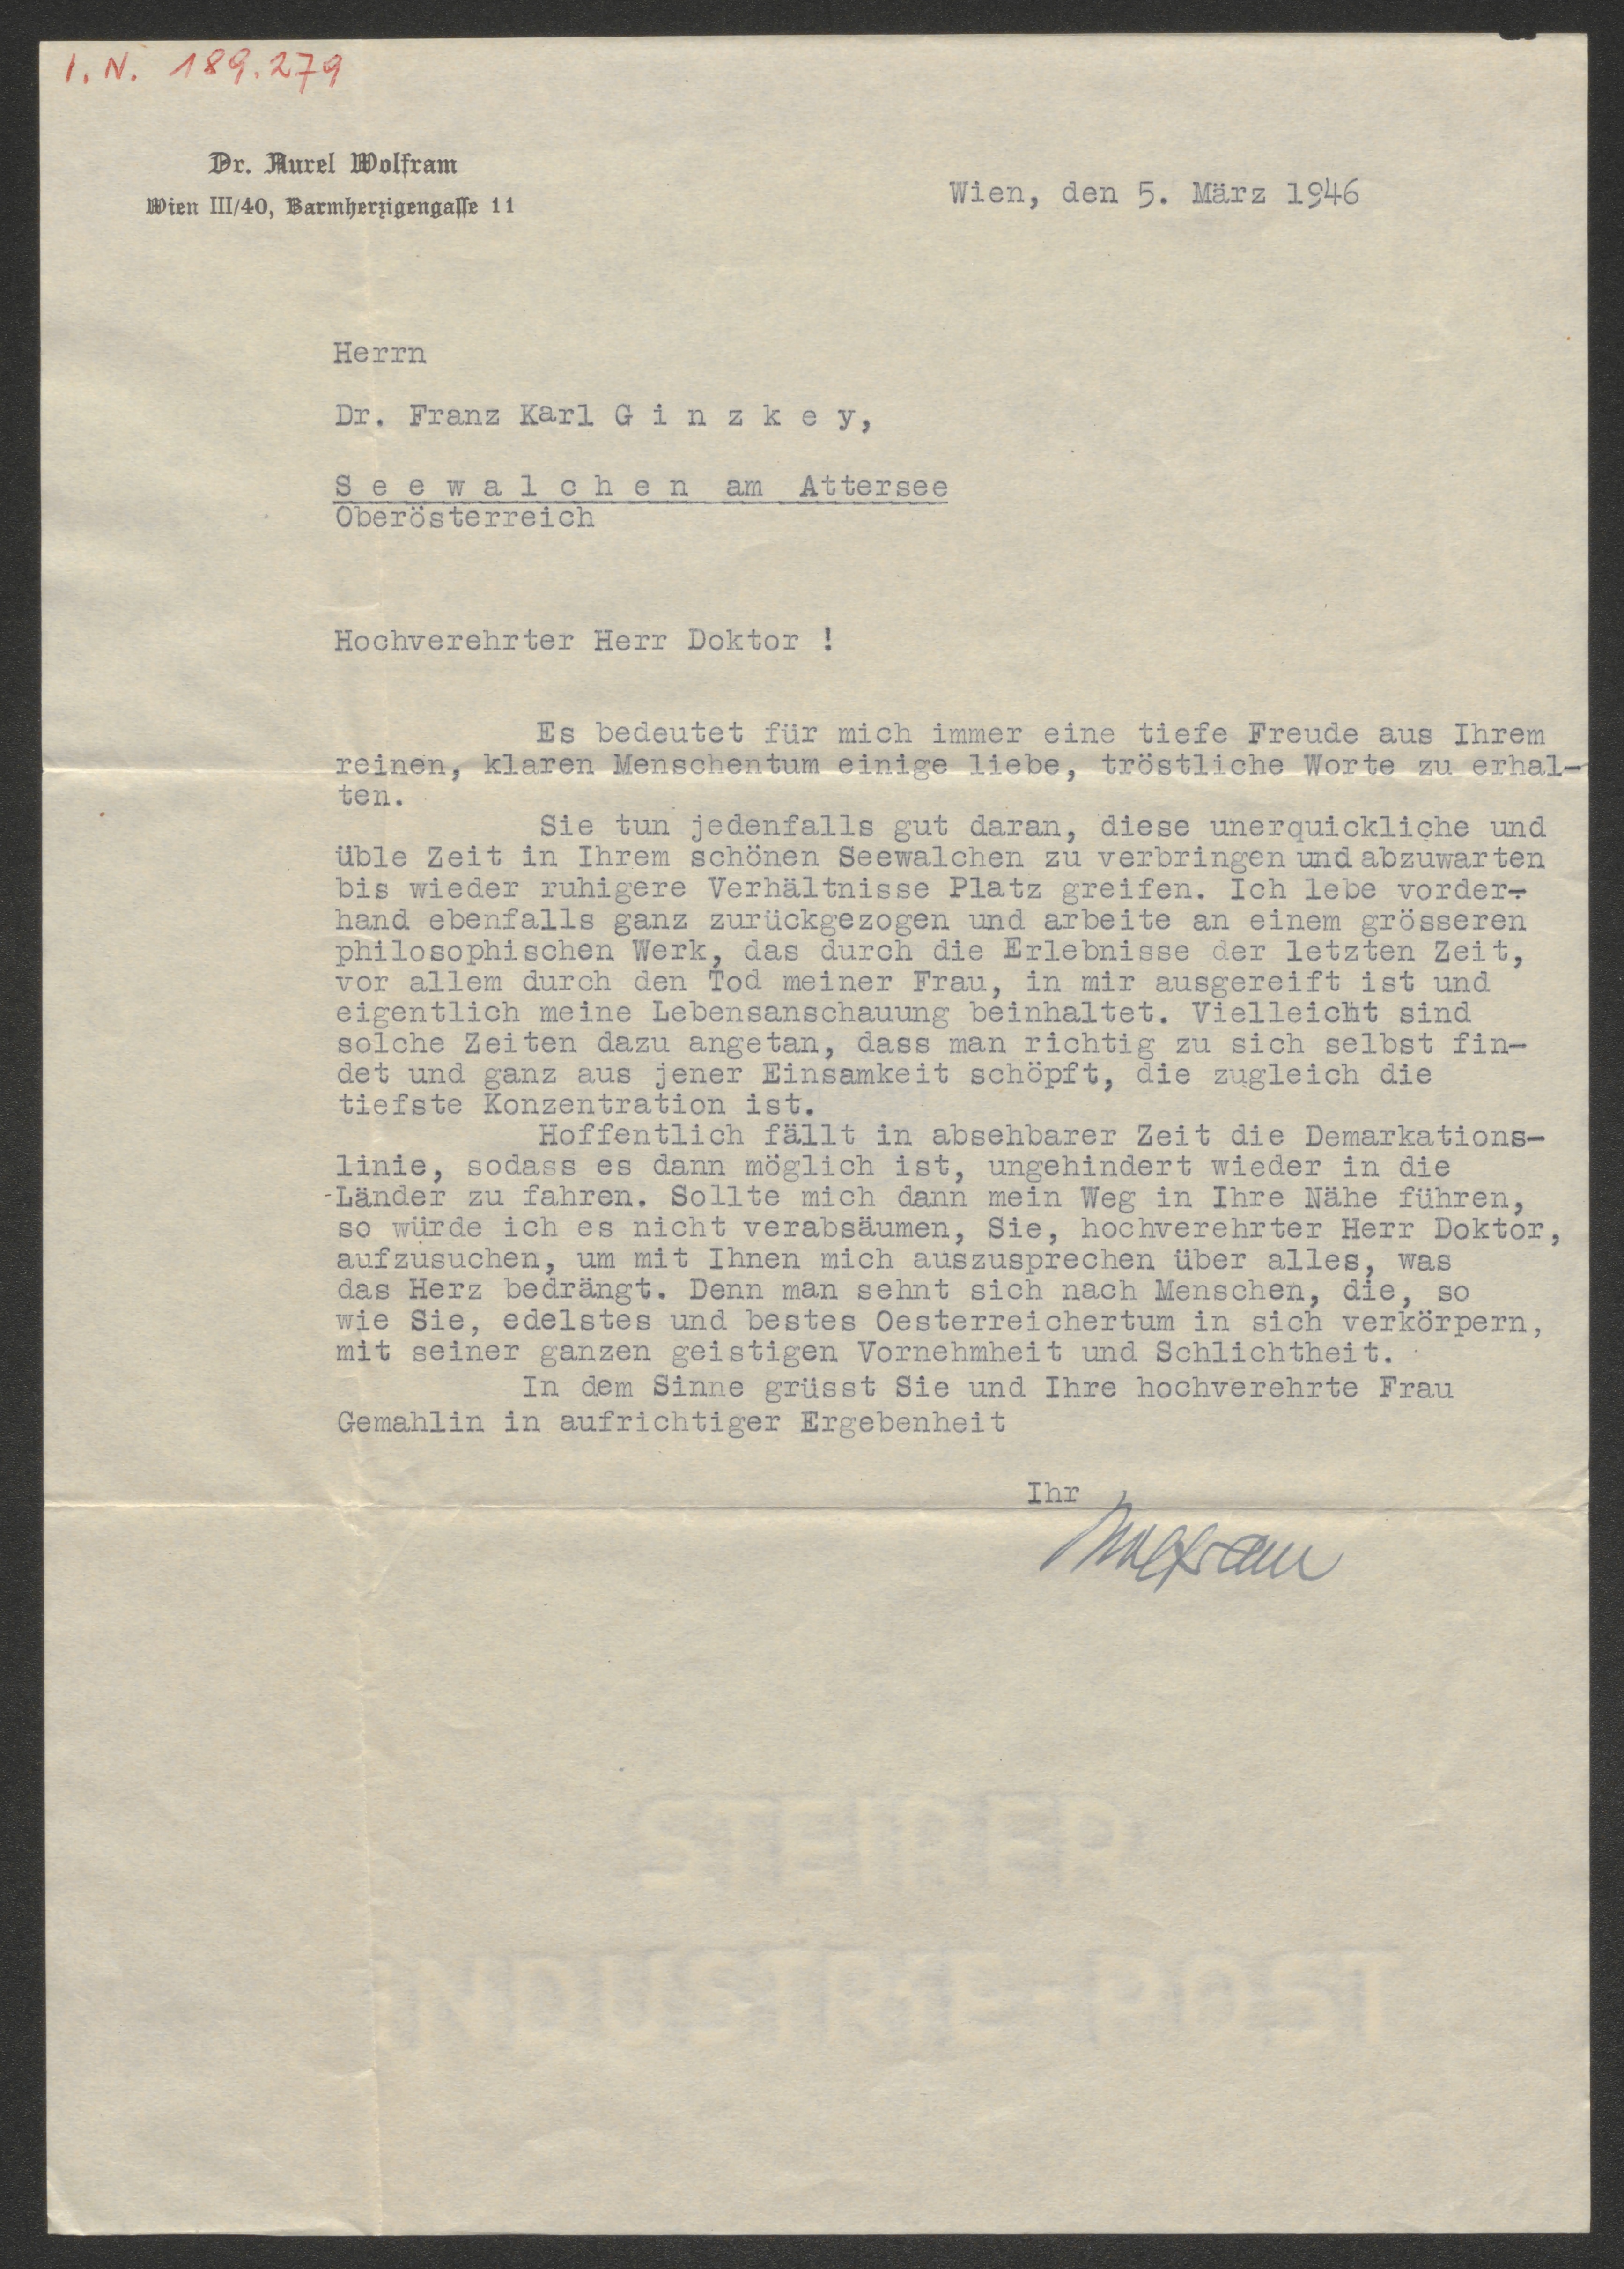 I. N. 189.279
Dr. Aurel Wolfram
Wien III/40, Barmherzigengasse 11
Wien, den 5. März 1946
Herrn
Dr. Franz Karl G i n z k e y,
S e e w a l c h e n am Attersee
Oberösterreich
Hochverehrter Herr Doktor !
Es bedeutet für mich immer eine tiefe Freude aus Ihrem
reinen, klaren Menschentum einige liebe, tröstliche Worte zu erhal-
ten.
Sie tun jedenfalls gut daran, diese unerquickliche und
üble Zeit in Ihrem schönen Seewalchen zu verbringen und abzuwarten
bis wieder ruhigere Verhältnisse Platz greifen. Ich lebe vorder-
hand ebenfalls ganz zurückgezogen und arbeite an einem grösseren
philosophischen Werk, das durch die Erlebnisse der letzten Zeit,
vor allem durch den Tod meiner Frau, in mir ausgereift ist und
eigentlich meine Lebensanschauung beinhaltet. Vielleicht sind
solche Zeiten dazu angetan, dass man richtig zu sich selbst fin-
det und ganz aus jener Einsamkeit schöpft, die zugleich die
tiefste Konzentration ist.
Hoffentlich fällt in absehbarer Zeit die Demarkations-
linie, sodass es dann möglich ist, ungehindert wieder in die
-Länder zu fahren. Sollte mich dann mein Weg in Ihre Nähe führen,
so würde ich es nicht verabsäumen, Sie, hochverehrter Herr Doktor,
aufzusuchen, um mit Ihnen mich auszusprechen über alles, was
das Herz bedrängt. Denn man sehnt sich nach Menschen, die, so
wie Sie, edelstes und bestes Oesterreichertum in sich verkörpern,
mit seiner ganzen geistigen Vornehmheit und Schlichtheit.
In dem Sinne grüsst Sie und Ihre hochverehrte Frau
Gemahlin in aufrichtiger Ergebenheit
Ihr
Wolfram
STEIRER
INDUSTRIE-POST